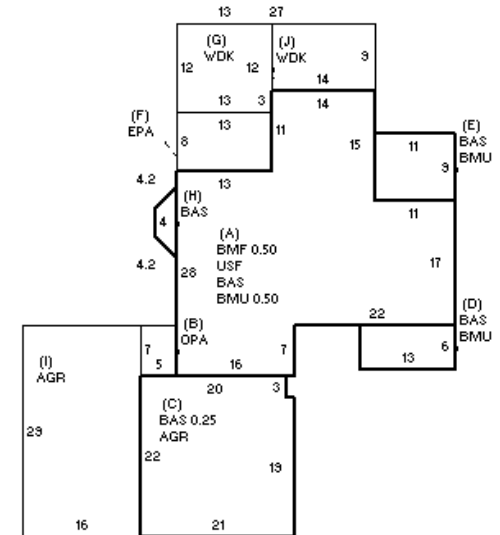 13 27
(G)
WDK
(J)
WDK
12 12 9
14
13 3 14
(F)
EPA
13 11
(E)
BAS
BMU
8 15 11 9
4.2 13
(H)
BAS
11
4
(A)
BMF 0.50
USF
BAS
BMU 0.50
4.2 28 17
(D)
BAS
BMU
22
(B)
OPA
7 7 6
5 16 13
(I)
AGR
20 3
(C)
BAS 0.25
AGR
29 22 19
16 21